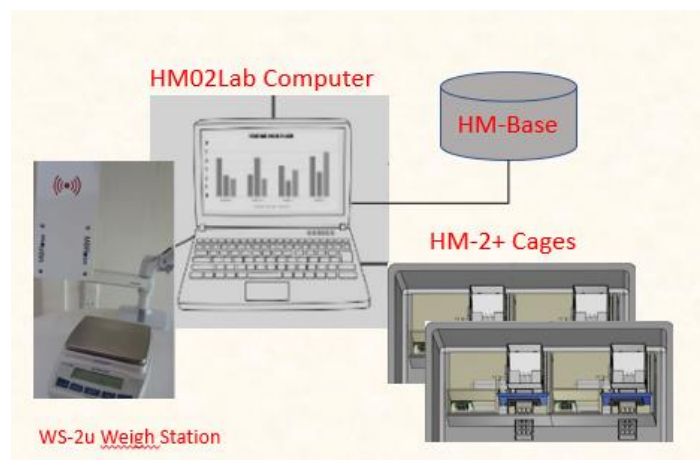 HM02Lab Computer
HM-Base
HM-2+ Cages
WS-2u Weigh Station